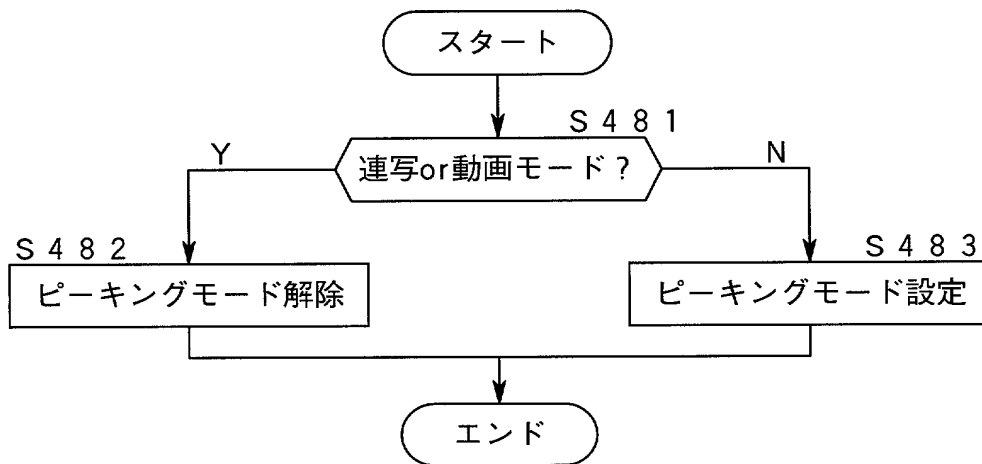 スタート
S481
連写or動画モード？
Y
N
S482
ピーキングモード解除
S483
ピーキングモード設定
エンド